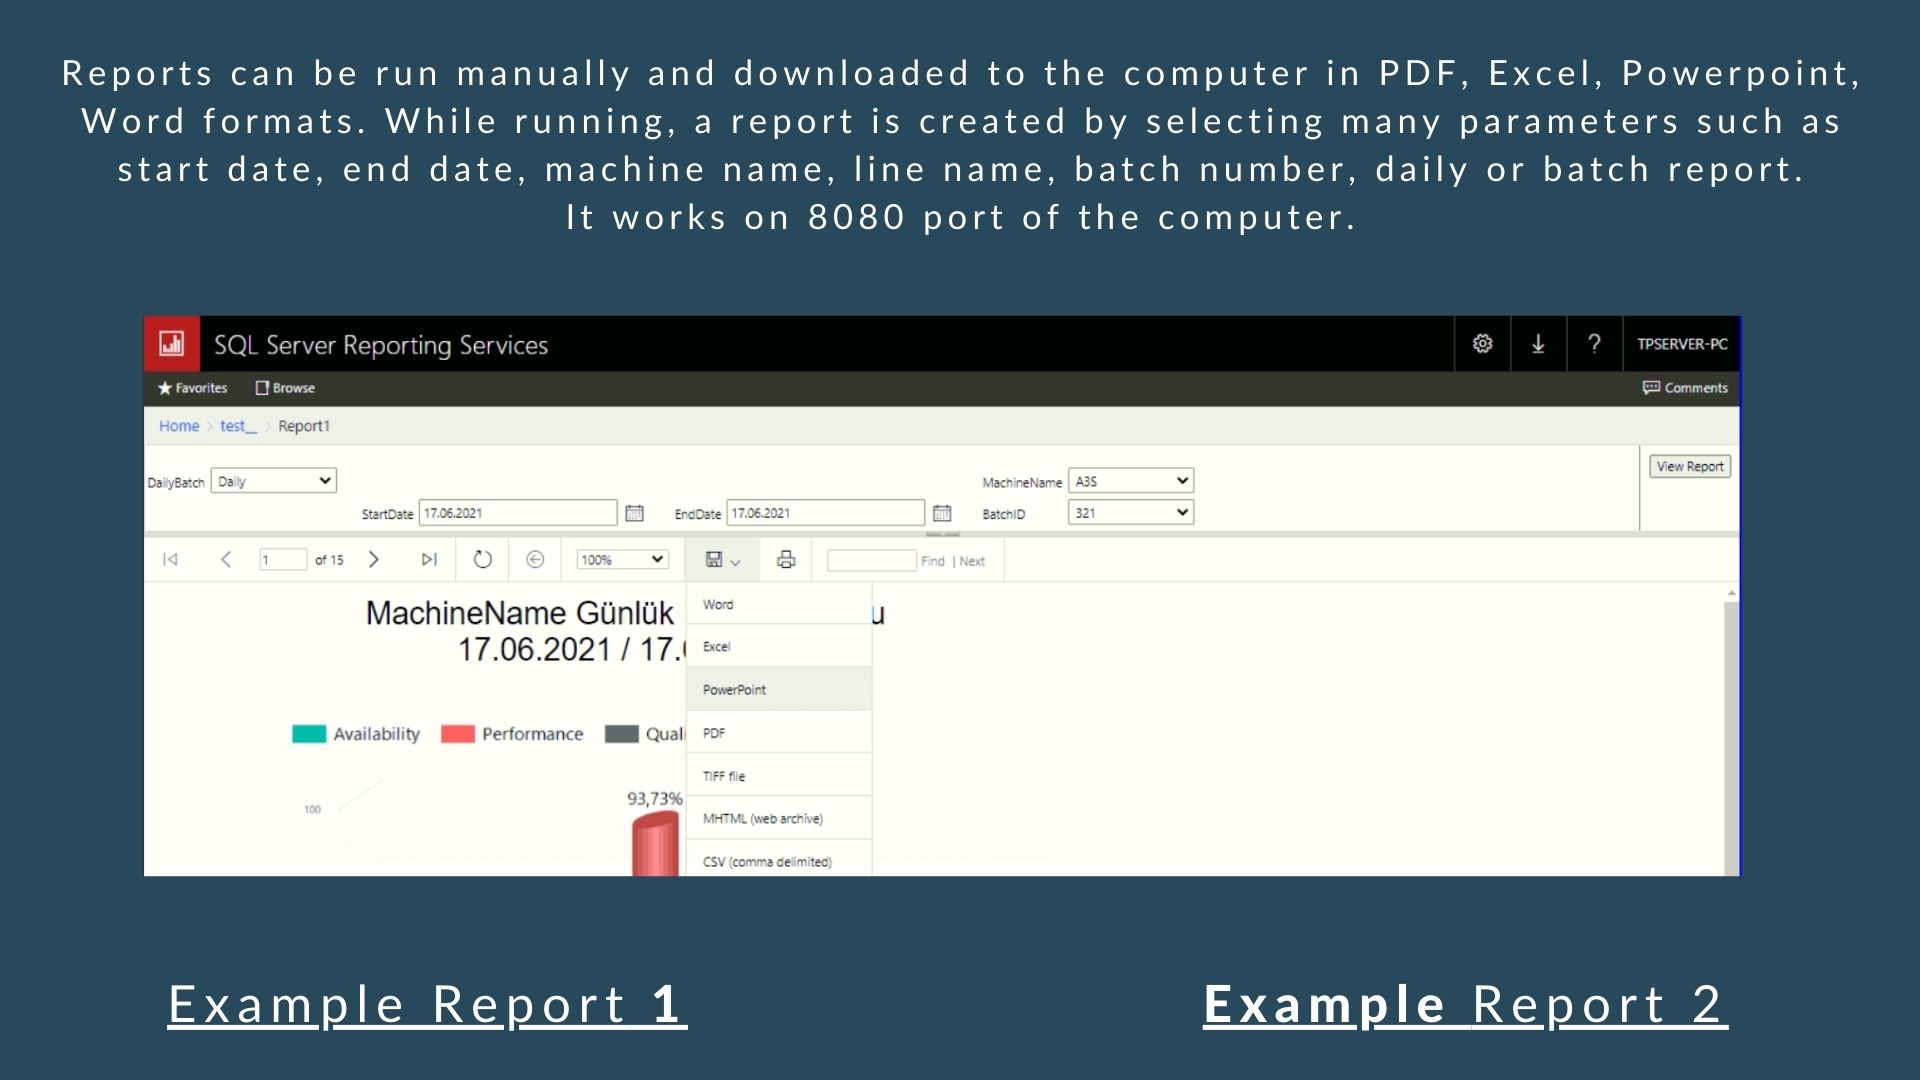 Reports can be run manually and downloaded to the computer in PDF, Excel, Powerpoint,
Word formats. While running, a report is created by selecting many parameters such as
start date, end date, machine name, line name, batch number, daily or batch report.
It works on 8080 port of the computer.
SQL Server Reporting Services
? TPSERVER-PC
Favorites Browse Comments
Home > test__ > Report1
DailyBatch Daily MachineName A3S View Report
StartDate 17.06.2021 EndDate 17.06.2021 BatchID 321
1 of 15 100% Find | Next
MachineName Günlük
17.06.2021 / 17.
Word
Excel
PowerPoint
PDF
TIFF file
MHTML (web archive)
CSV (comma delimited)
Availability Performance Quali
93,73%
100
Example Report 1
Example Report 2